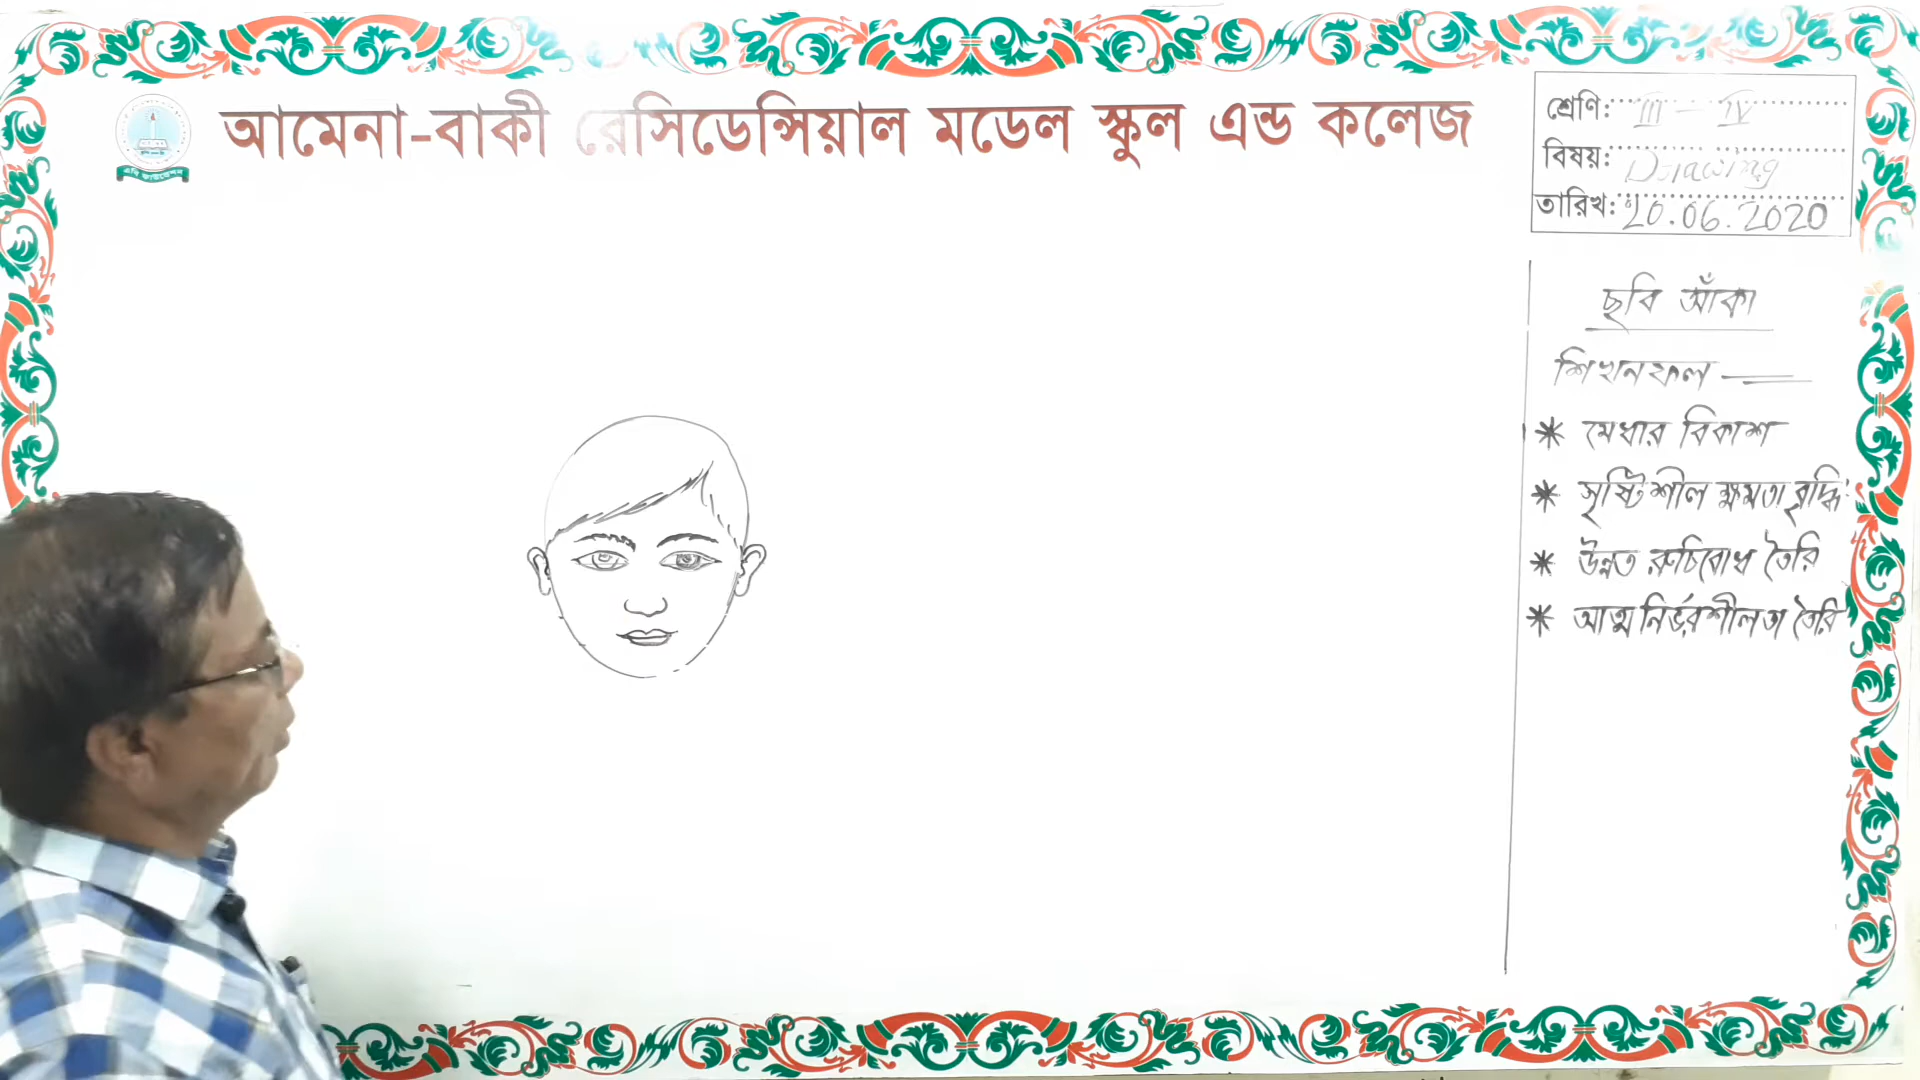 আমেনা-বাকী রেসিডেন্সিয়াল মডেল স্কুল এন্ড কলেজ
শ্রেণি: III - IV
বিষয়: Drawing
তারিখ: 20.06.2020
ছবি আঁকা
শিখনফল
* মেধার বিকাশ
* সৃষ্টিশীল ক্ষমতা বৃদ্ধি
* উন্নত রুচিবোধ তৈরি
* আত্মনির্ভরশীলতা তৈরি